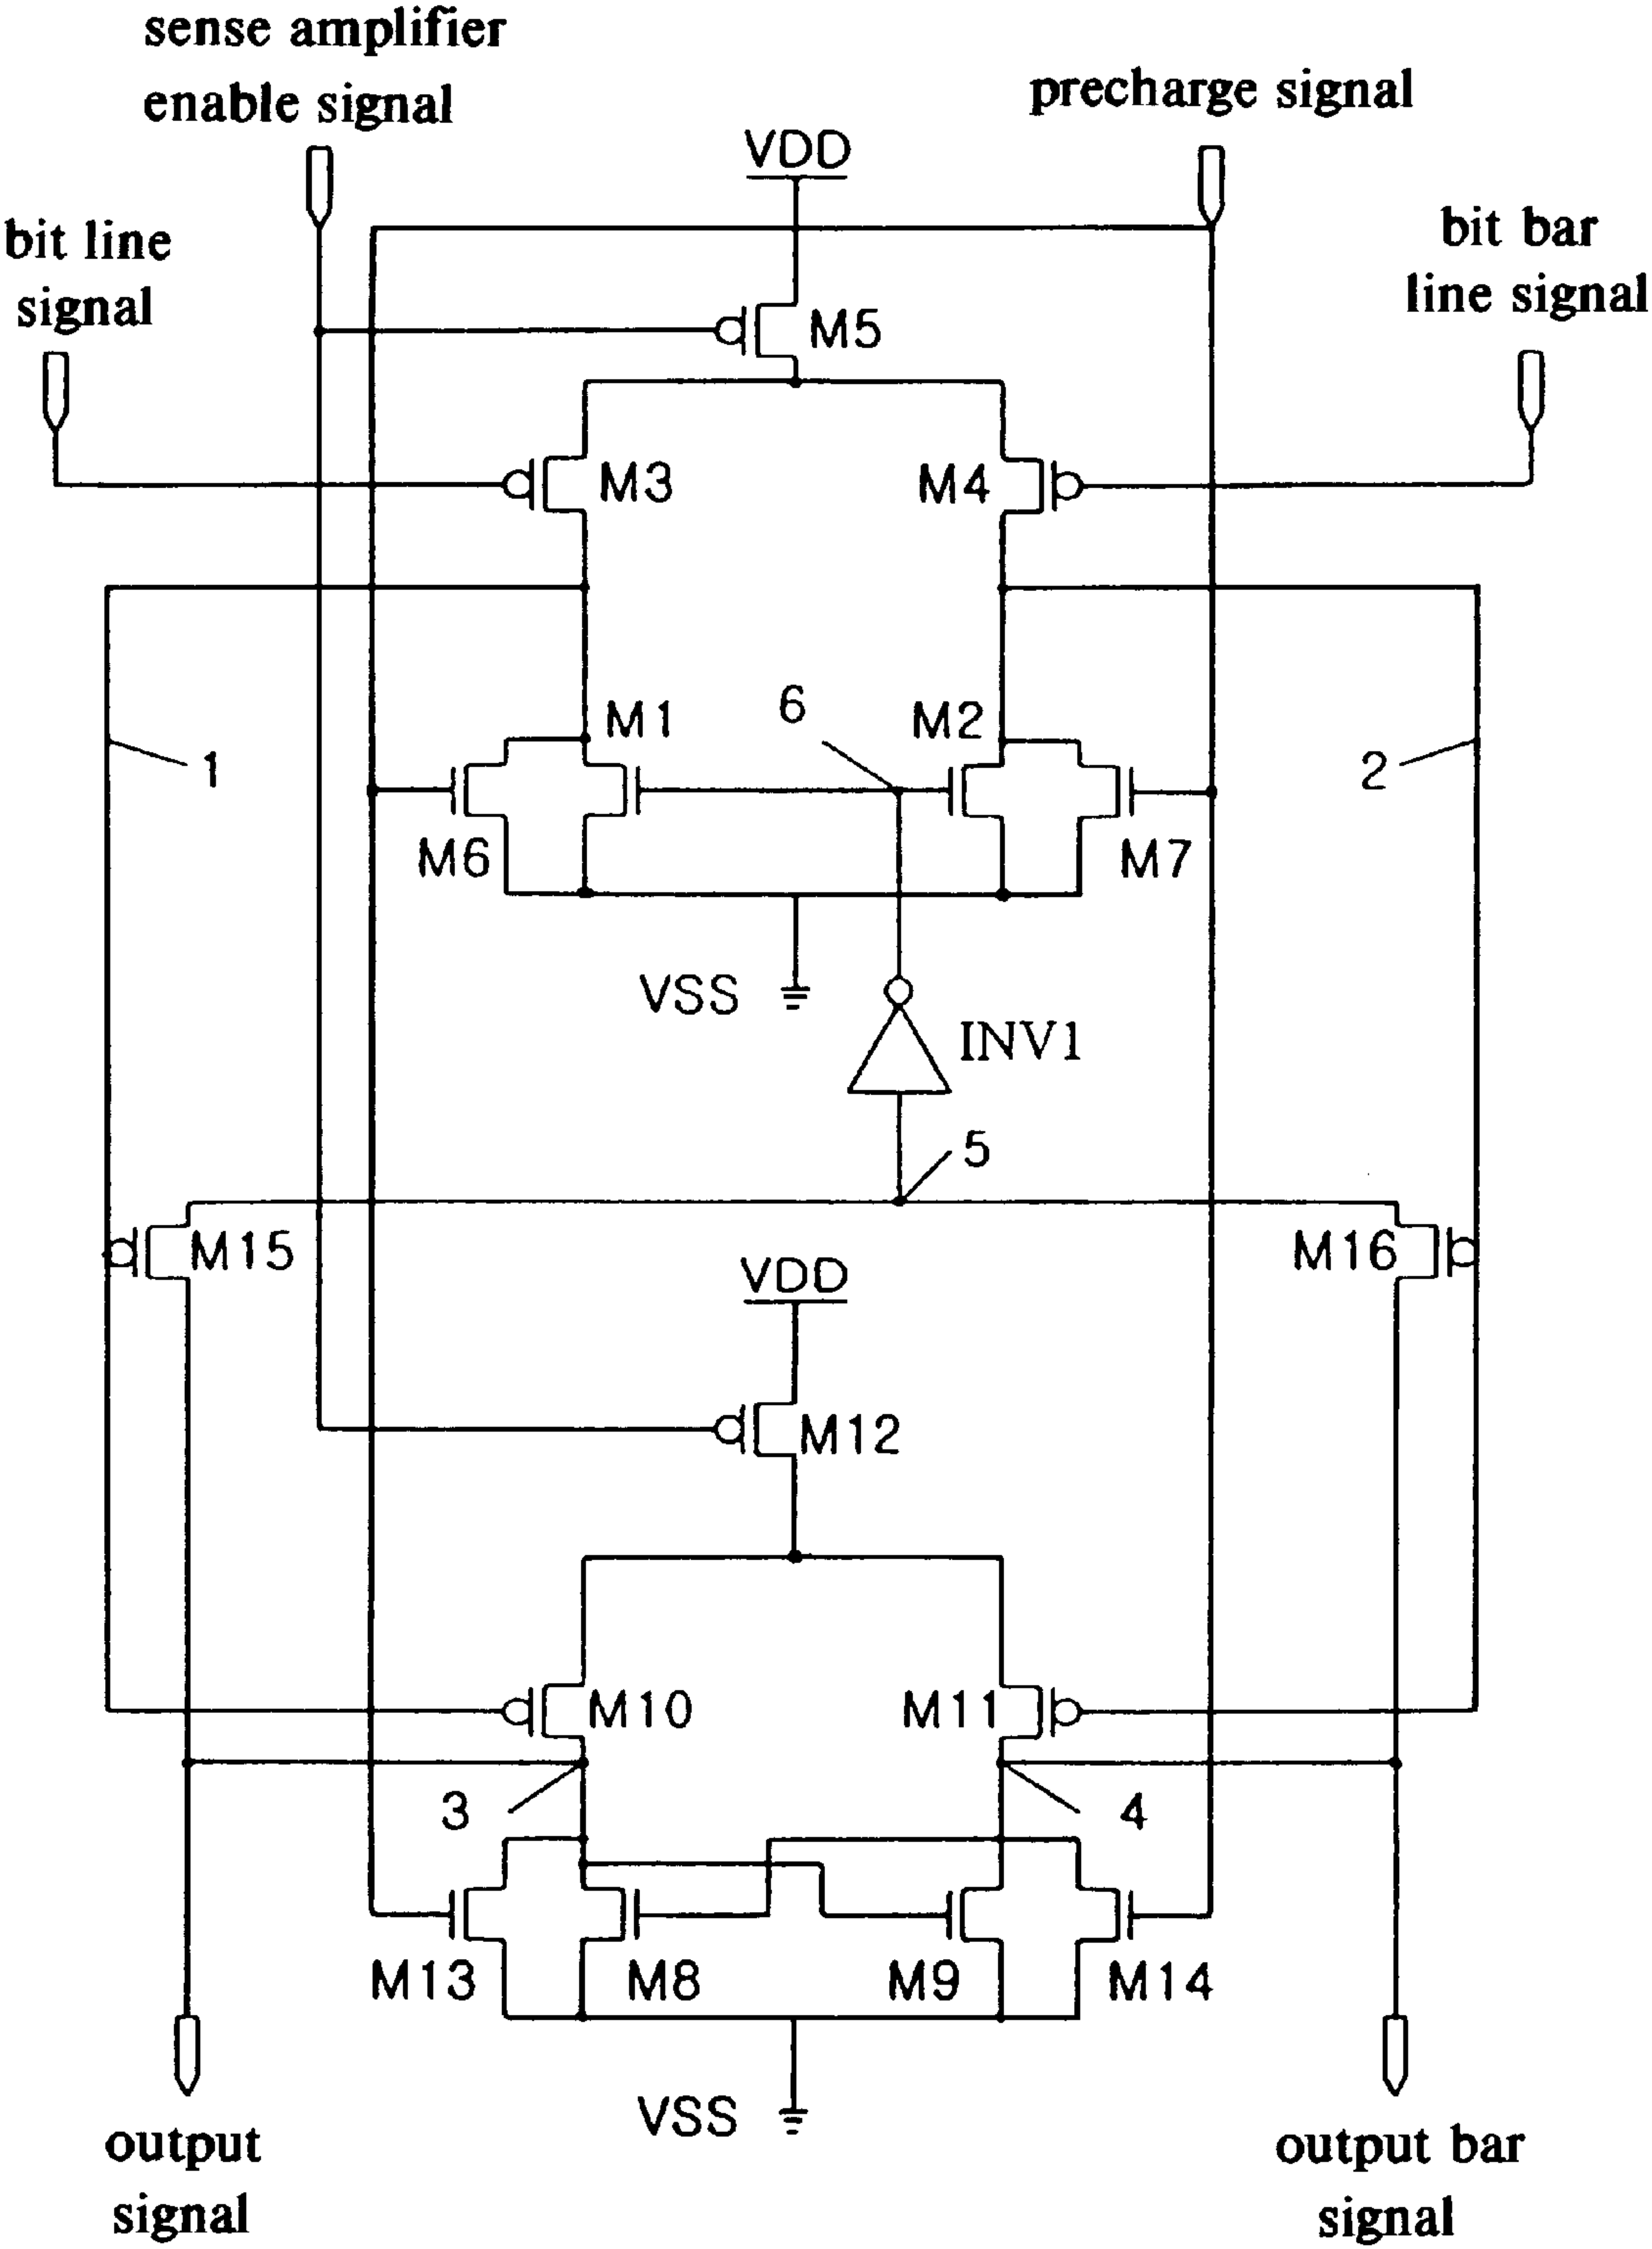 sense amplifier
enable signal
precharge signal
VDD
bit line
signal
bit bar
line signal
M5
M3
M4
M1
6
M2
1
2
M6
M7
VSS
INV1
5
M15
M16
VDD
M12
M10
M11
3
4
M13
M8
M9
M14
VSS
output
signal
output bar
signal